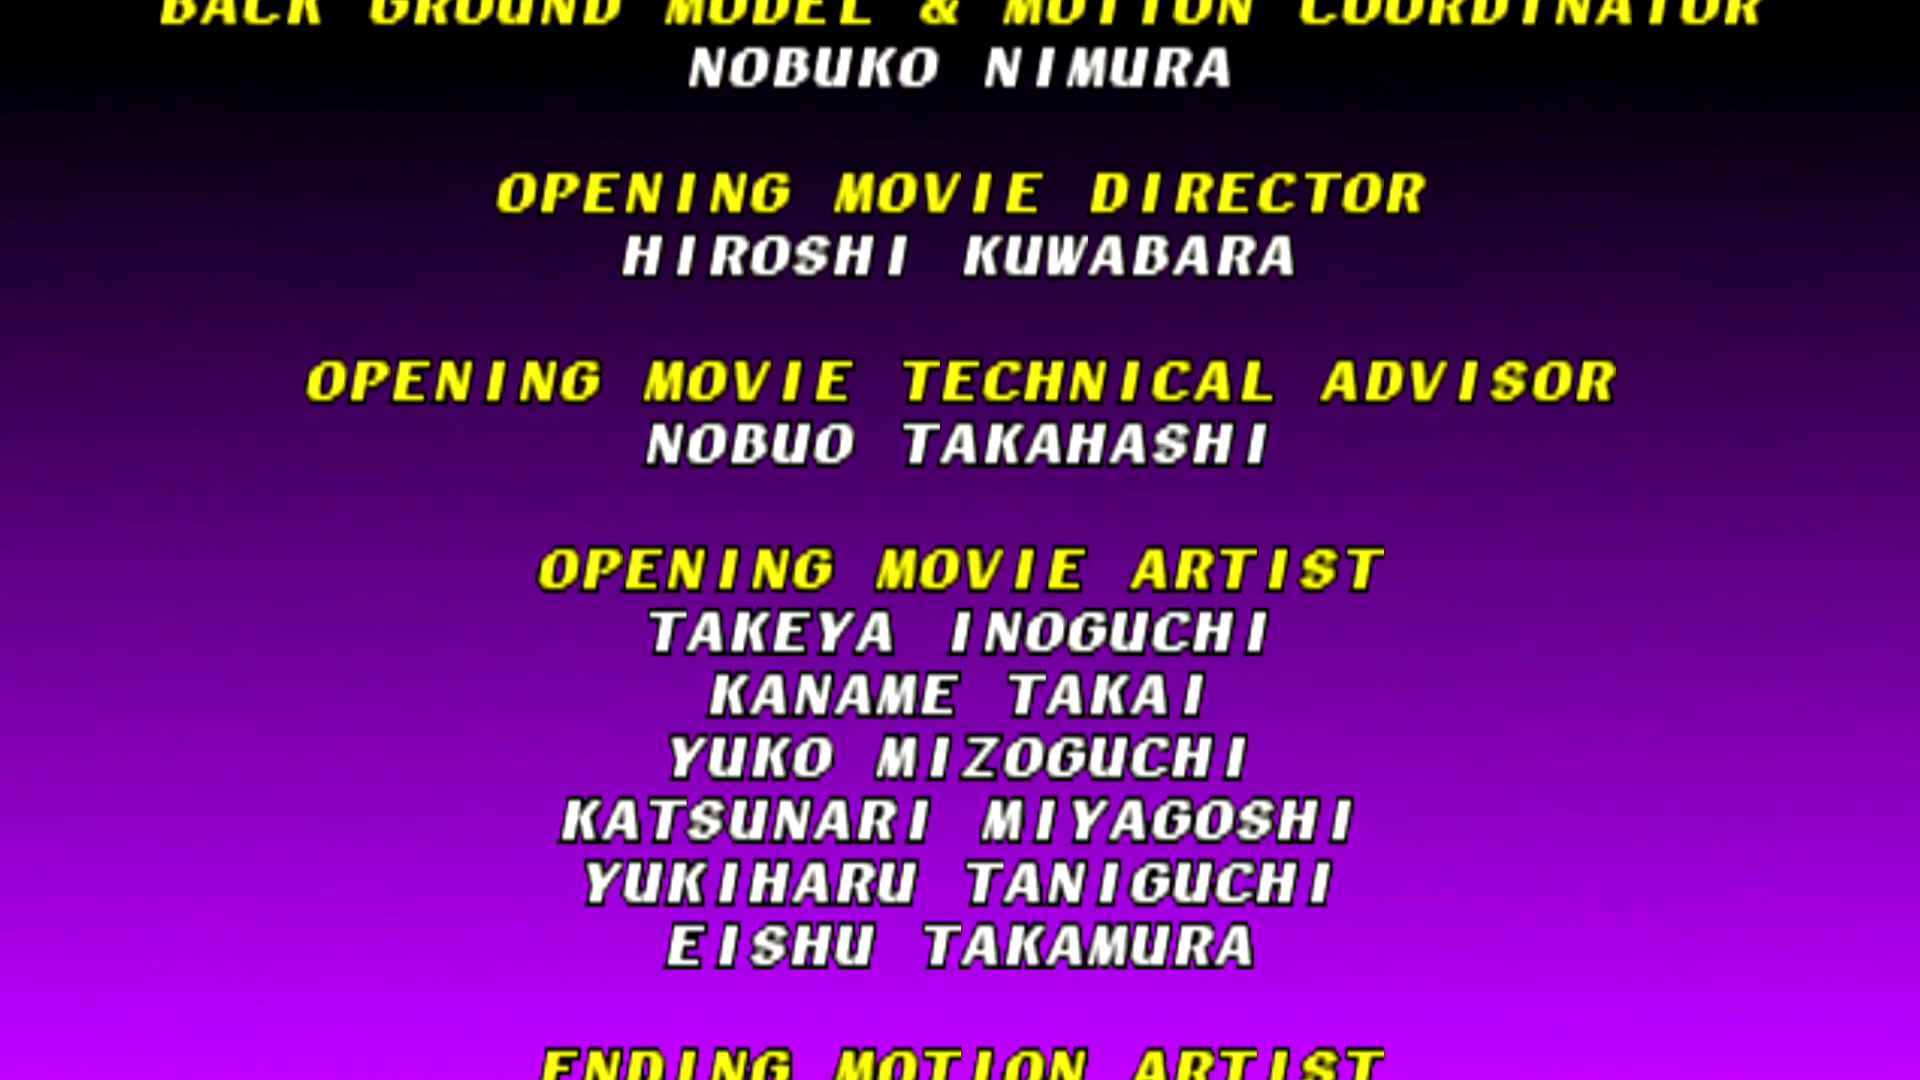 BACK GROUND MODEL & MOTION COORDINATOR
NOBUKO NIMURA
OPENING MOVIE DIRECTOR
HIROSHI KUWABARA
OPENING MOVIE TECHNICAL ADVISOR
NOBUO TAKAHASHI
OPENING MOVIE ARTIST
TAKEYA INOGUCHI
KANAME TAKAI
YUKO MIZOGUCHI
KATSUNARI MIYAGOSHI
YUKIHARU TANIGUCHI
EISHU TAKAMURA
ENDING MOTION ARTIST